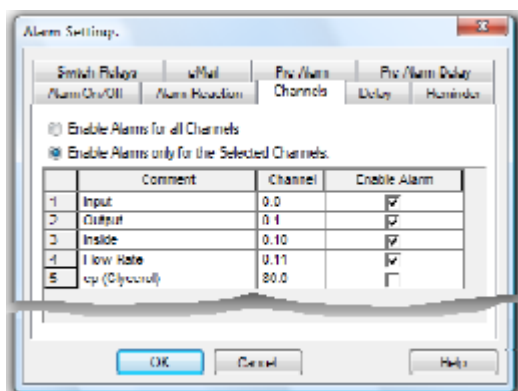 Alarm Settings
Switch Relays eMail Pre Alarm Pre Alarm Delay
Alarm On/Off Alarm Reaction Channels Delay Reminder
Enable Alarms for all Channels
Enable Alarms only for the Selected Channels.
Comment Channel Enable Alarm
1 Input 0.0
2 Output 0.1
3 Inside 0.10
4 Flow Rate 0.11
5 cp (Glycerol) 80.0
OK Cancel Help